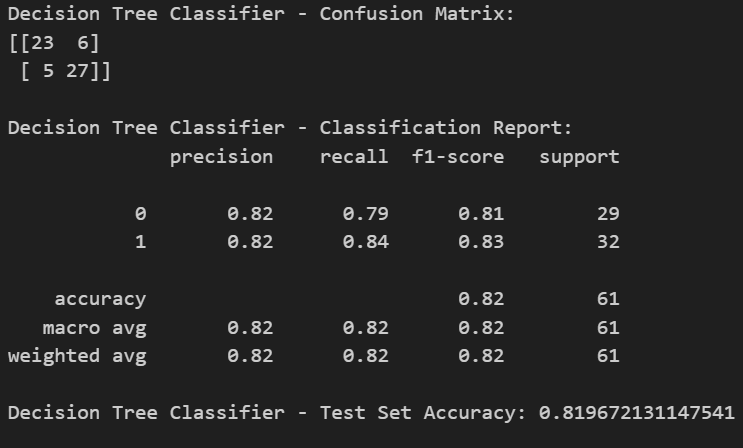 Decision Tree Classifier - Confusion Matrix:
[[23  6]
 [ 5 27]]
Decision Tree Classifier - Classification Report:
              precision    recall  f1-score   support
           0       0.82      0.79      0.81        29
           1       0.82      0.84      0.83        32
    accuracy                           0.82        61
   macro avg       0.82      0.82      0.82        61
weighted avg       0.82      0.82      0.82        61
Decision Tree Classifier - Test Set Accuracy: 0.819672131147541